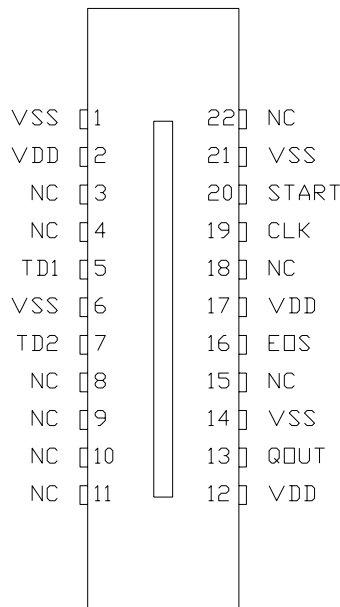 VSS 1 22 NC
VDD 2 21 VSS
NC 3 20 START
NC 4 19 CLK
TD1 5 18 NC
VSS 6 17 VDD
TD2 7 16 EOS
NC 8 15 NC
NC 9 14 VSS
NC 10 13 QOUT
NC 11 12 VDD